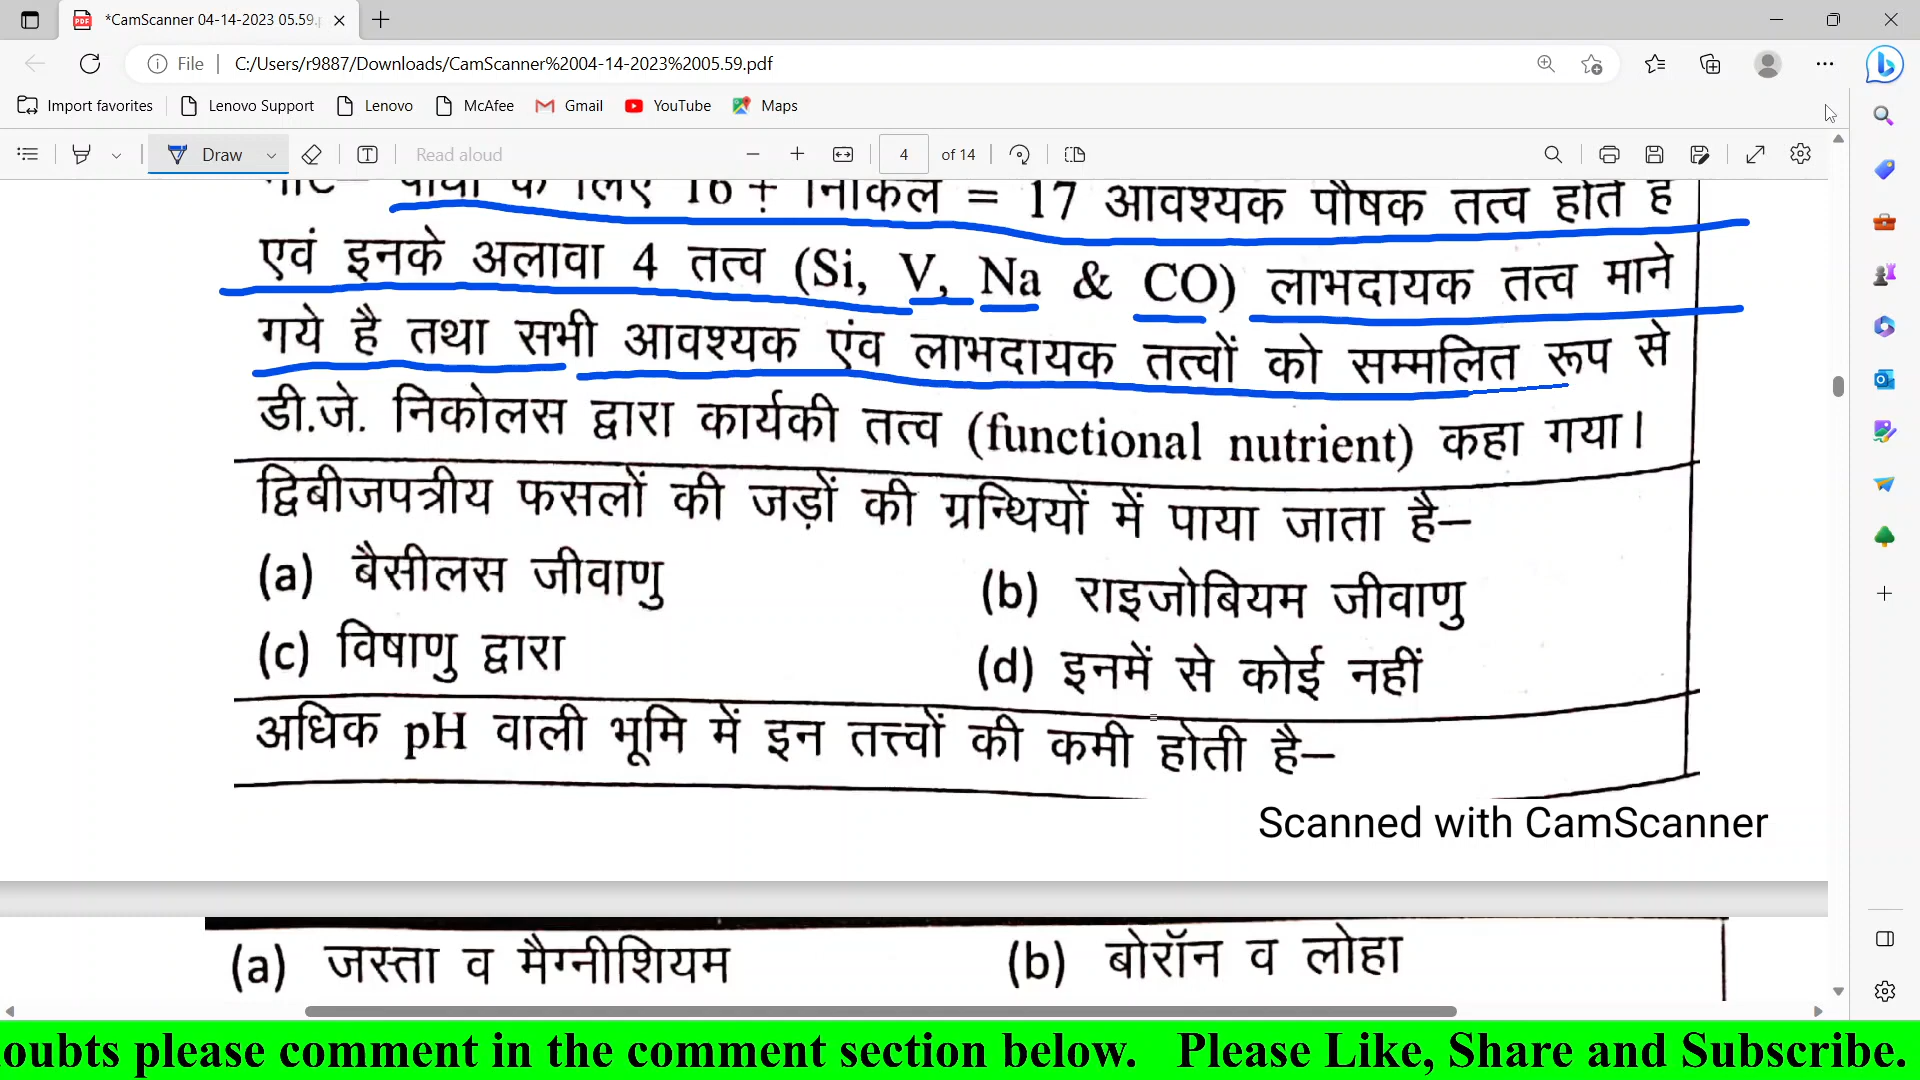 *CamScanner 04-14-2023 05.59.
File C:/Users/r9887/Downloads/CamScanner%2004-14-2023%2005.59.pdf
Import favorites Lenovo Support Lenovo McAfee Gmail YouTube Maps
Draw Read aloud 4 of 14
के लिए 16 + निकिल = 17 आवश्यक पौषक तत्व होते है
एवं इनके अलावा 4 तत्व (Si, V, Na & CO) लाभदायक तत्व माने
गये है तथा सभी आवश्यक एंव लाभदायक तत्वों को सम्मलित रूप से
डी.जे. निकोलस द्वारा कार्यकी तत्व (functional nutrient) कहा गया।
द्विबीजपत्रीय फसलों की जड़ों की ग्रन्थियों में पाया जाता है–
(a) बैसीलस जीवाणु (b) राइजोबियम जीवाणु
(c) विषाणु द्वारा (d) इनमें से कोई नहीं
अधिक pH वाली भूमि में इन तत्त्वों की कमी होती है–
Scanned with CamScanner
(a) जस्ता व मैग्नीशियम (b) बोरॉन व लोहा
oubts please comment in the comment section below. Please Like, Share and Subscribe.